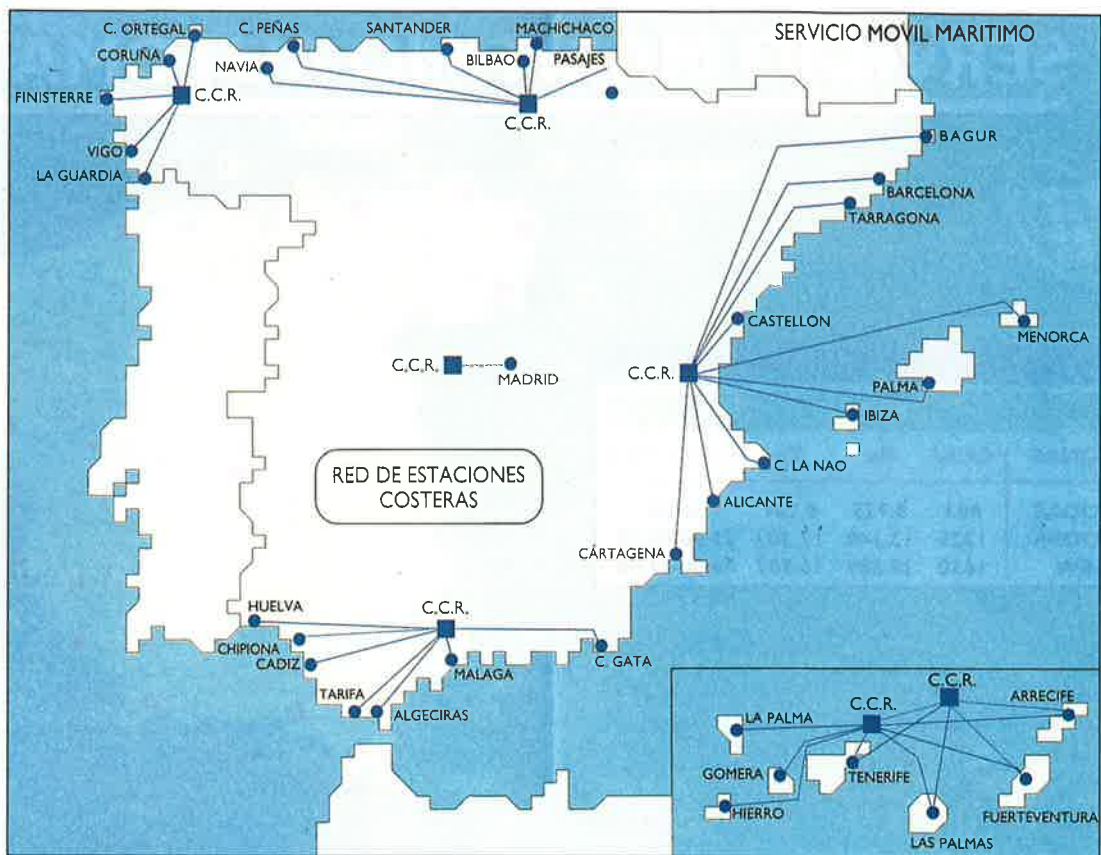 SERVICIO MOVIL MARITIMO
C. ORTEGAL
C. PEÑAS
SANTANDER
MACHICHACO
CORUÑA
NAVIA
BILBAO
PASAJES
FINISTERRE
C.C.R.
C.C.R.
VIGO
LA GUARDIA
BAGUR
BARCELONA
TARRAGONA
CASTELLON
MENORCA
C.C.R.
MADRID
C.C.R.
PALMA
IBIZA
RED DE ESTACIONES
COSTERAS
C. LA NAO
ALICANTE
CÁRTAGENA
HUELVA
C.C.R.
CHIPIONA
CADIZ
MALAGA
C. GATA
TARIFA
ALGECIRAS
C.C.R.
ARRECIFE
LA PALMA
C.C.R.
GOMERA
TENERIFE
HIERRO
FUERTEVENTURA
LAS PALMAS